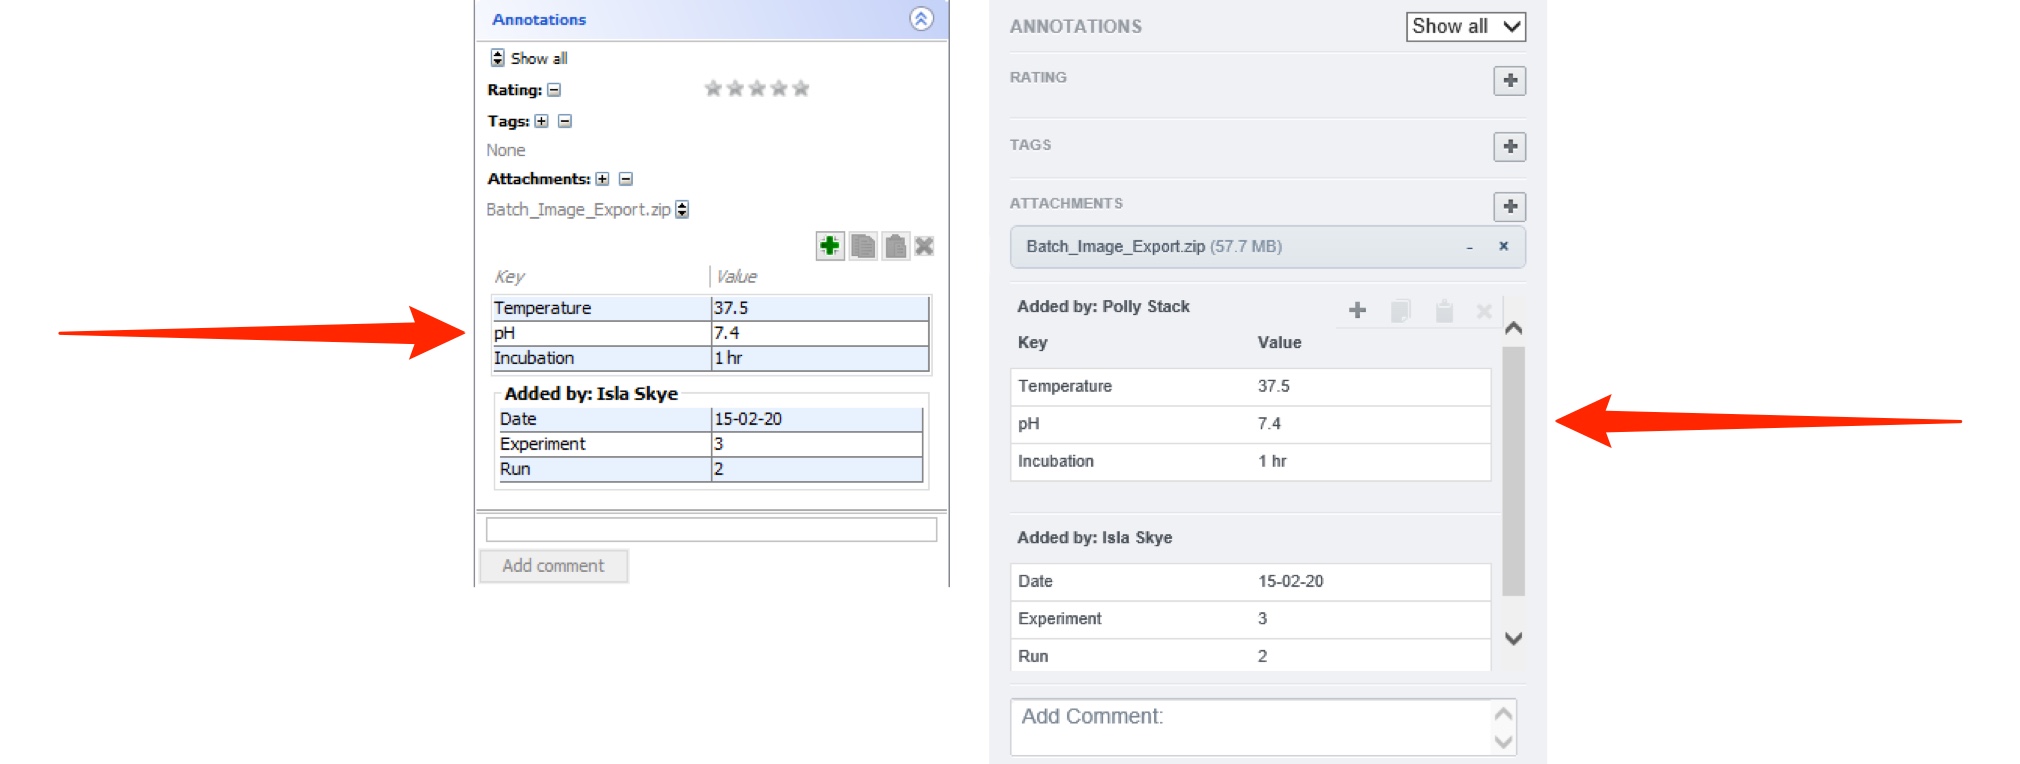 Annotations
Show all
Rating:
Tags:
None
Attachments:
Batch_Image_Export.zip
Key Value
Temperature 37.5
pH 7.4
Incubation 1 hr
Added by: Isla Skye
Date 15-02-20
Experiment 3
Run 2
Add comment
ANNOTATIONS Show all
RATING
TAGS
ATTACHMENTS
Batch_Image_Export.zip (57.7 MB)
Added by: Polly Stack
Key Value
Temperature 37.5
pH 7.4
Incubation 1 hr
Added by: Isla Skye
Date 15-02-20
Experiment 3
Run 2
Add Comment: